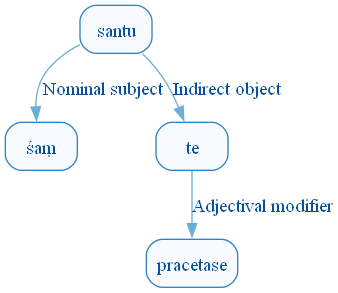 santu
Nominal subject Indirect object
śaṃ te
Adjectival modifier
pracetase